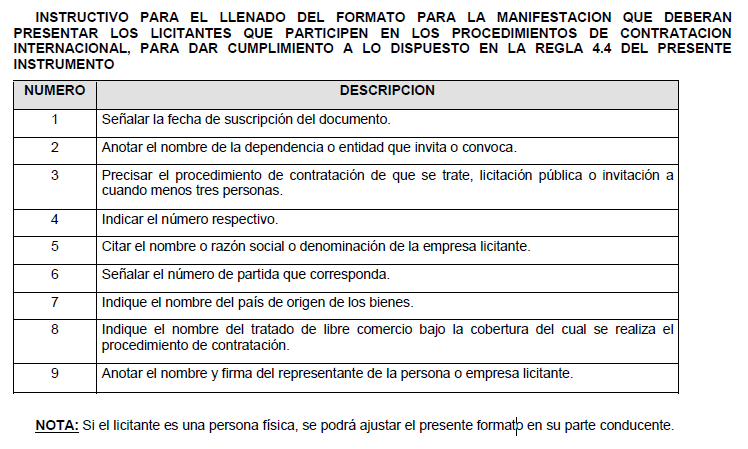 INSTRUCTIVO PARA EL LLENADO DEL FORMATO PARA LA MANIFESTACION QUE DEBERAN
PRESENTAR LOS LICITANTES QUE PARTICIPEN EN LOS PROCEDIMIENTOS DE CONTRATACION
INTERNACIONAL, PARA DAR CUMPLIMIENTO A LO DISPUESTO EN LA REGLA 4.4 DEL PRESENTE
INSTRUMENTO
NUMERO DESCRIPCION
1 Señalar la fecha de suscripción del documento.
2 Anotar el nombre de la dependencia o entidad que invita o convoca.
3 Precisar el procedimiento de contratación de que se trate, licitación pública o invitación a
cuando menos tres personas.
4 Indicar el número respectivo.
5 Citar el nombre o razón social o denominación de la empresa licitante.
6 Señalar el número de partida que corresponda.
7 Indique el nombre del país de origen de los bienes.
8 Indique el nombre del tratado de libre comercio bajo la cobertura del cual se realiza el
procedimiento de contratación.
9 Anotar el nombre y firma del representante de la persona o empresa licitante.
NOTA: Si el licitante es una persona física, se podrá ajustar el presente formato en su parte conducente.